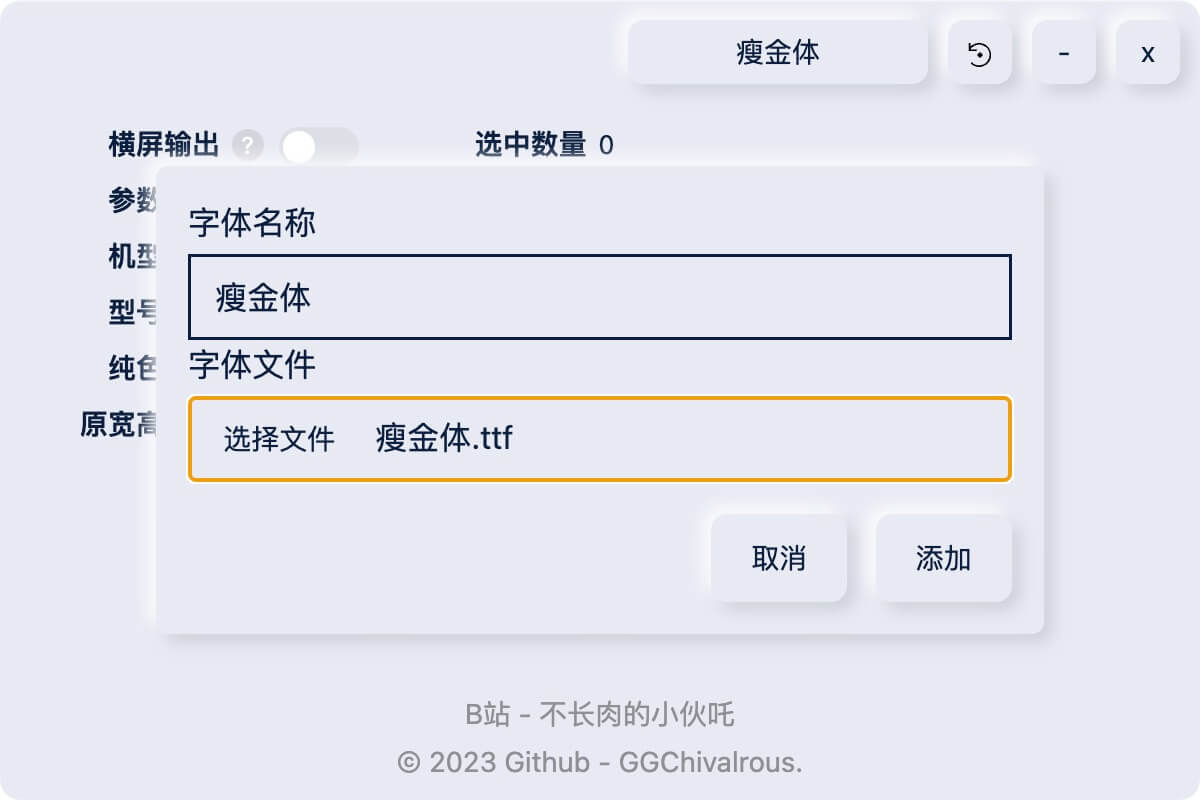 瘦金体
-
x
横屏输出 ? 选中数量 0
参数
机型
型号
纯色
原宽高
字体名称
瘦金体
字体文件
选择文件 瘦金体.ttf
取消 添加
B站 - 不长肉的小伙吒
© 2023 Github - GGChivalrous.